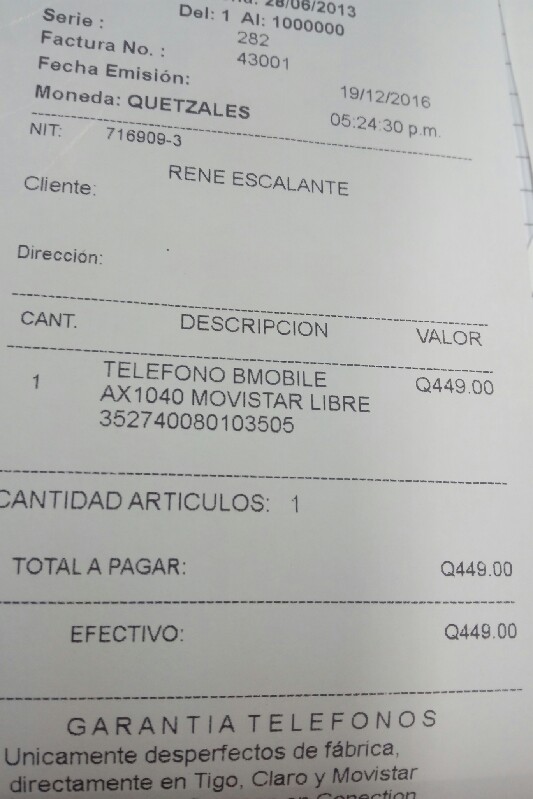 28/06/2013
Del: 1 Al: 1000000
Serie : 282
Factura No. : 43001
Fecha Emisión: 19/12/2016
Moneda: QUETZALES 05:24:30 p.m.
NIT: 716909-3
Cliente: RENE ESCALANTE
Dirección: .
CANT. DESCRIPCION VALOR
1 TELEFONO BMOBILE Q449.00
AX1040 MOVISTAR LIBRE
352740080103505
CANTIDAD ARTICULOS: 1
TOTAL A PAGAR: Q449.00
EFECTIVO: Q449.00
GARANTIA TELEFONOS
Unicamente desperfectos de fábrica,
directamente en Tigo, Claro y Movistar
en Conection